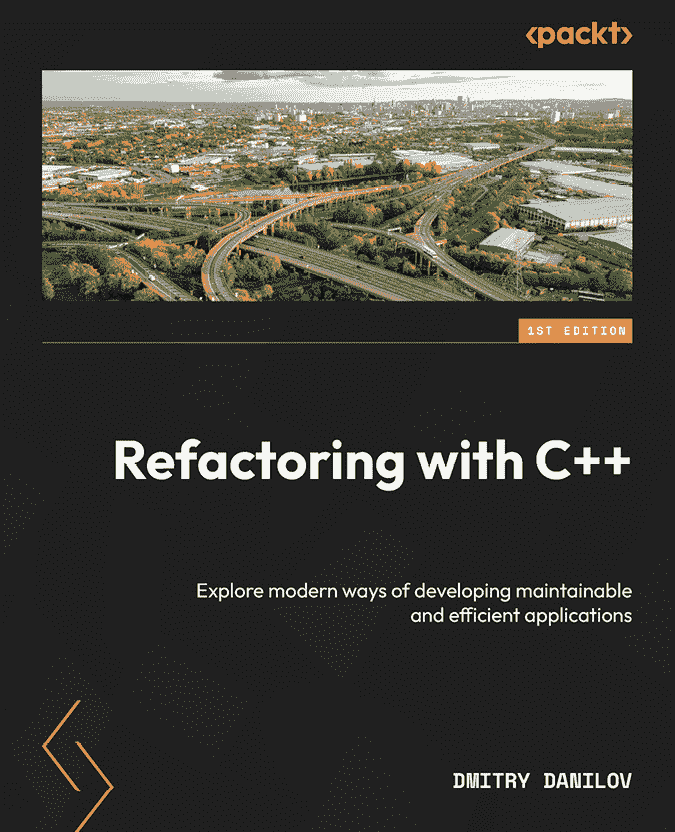 <packt>
1ST EDITION
Refactoring with C++
Explore modern ways of developing maintainable
and efficient applications
DMITRY DANILOV